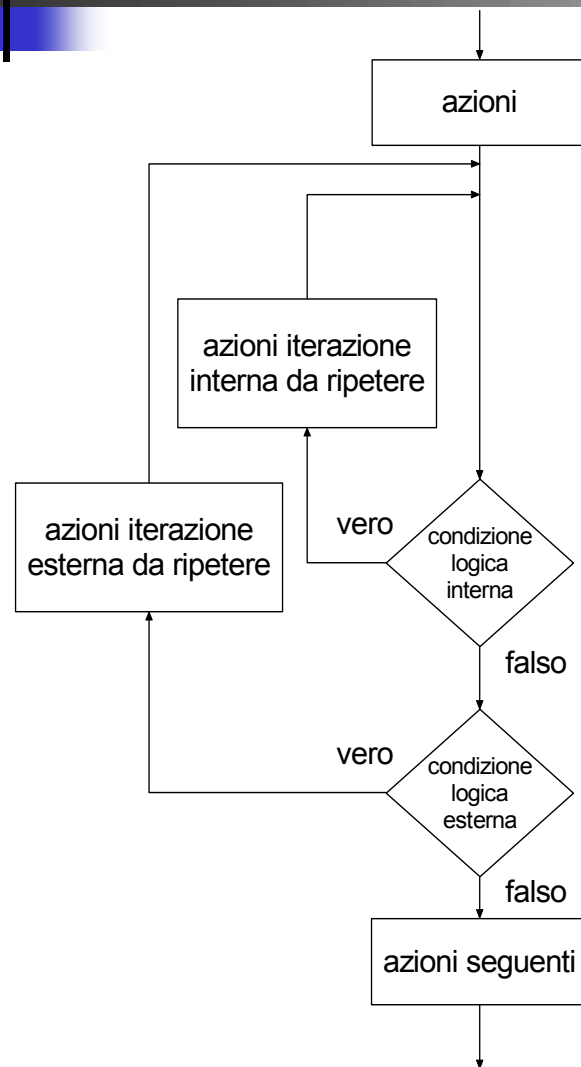 azioni
azioni iterazione
interna da ripetere
azioni iterazione
esterna da ripetere
vero
condizione
logica
interna
falso
vero
condizione
logica
esterna
falso
azioni seguenti